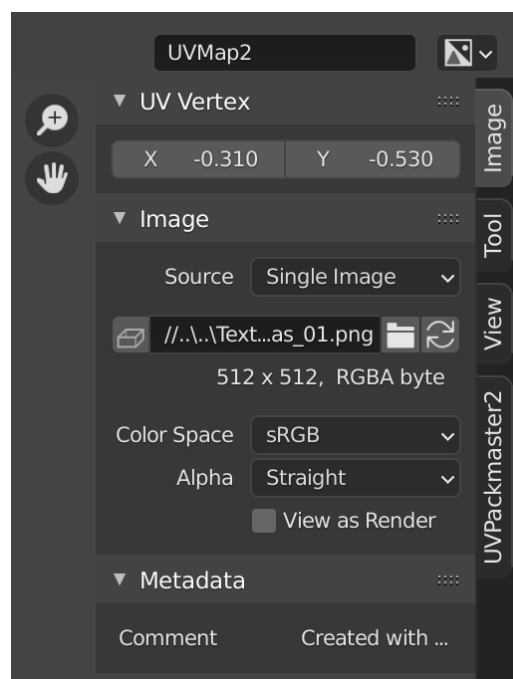 UVMap2
UV Vertex
X -0.310 Y -0.530
Image
Source Single Image
//..\..\Text...as_01.png
512 x 512, RGBA byte
Color Space sRGB
Alpha Straight
View as Render
Metadata
Comment Created with ...
Image
Tool
View
UVPackmaster2